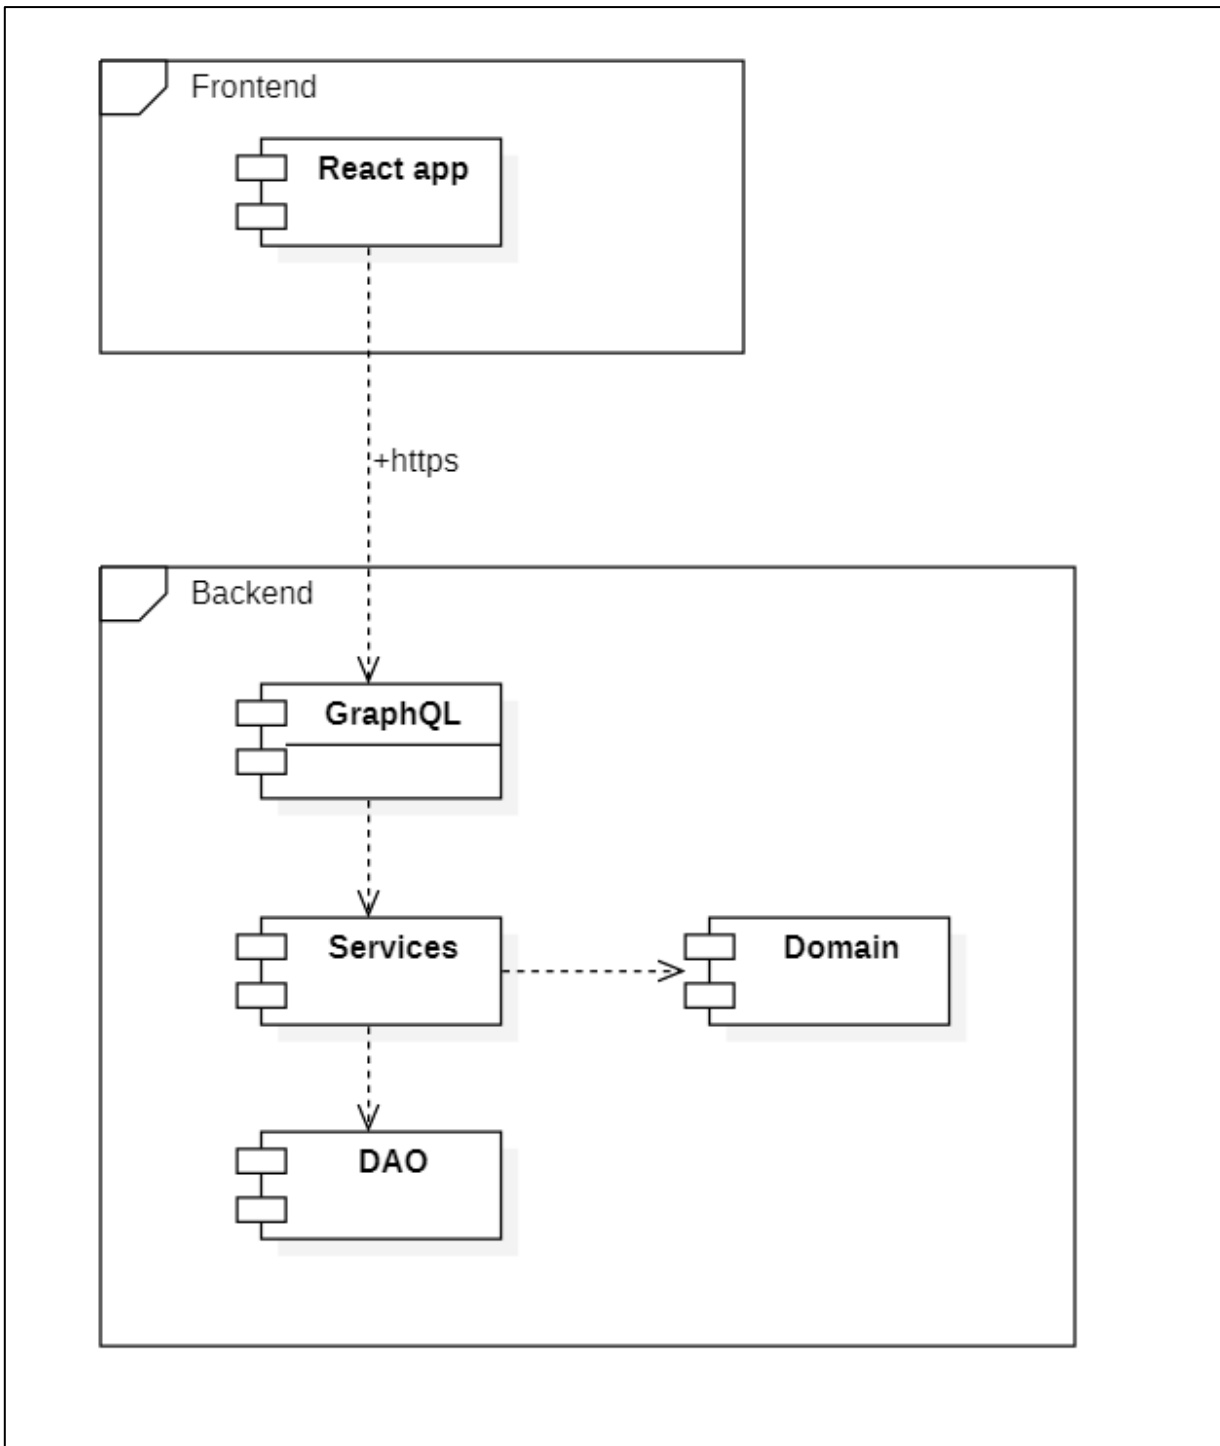 Frontend
React app
+https
Backend
GraphQL
Services
Domain
DAO